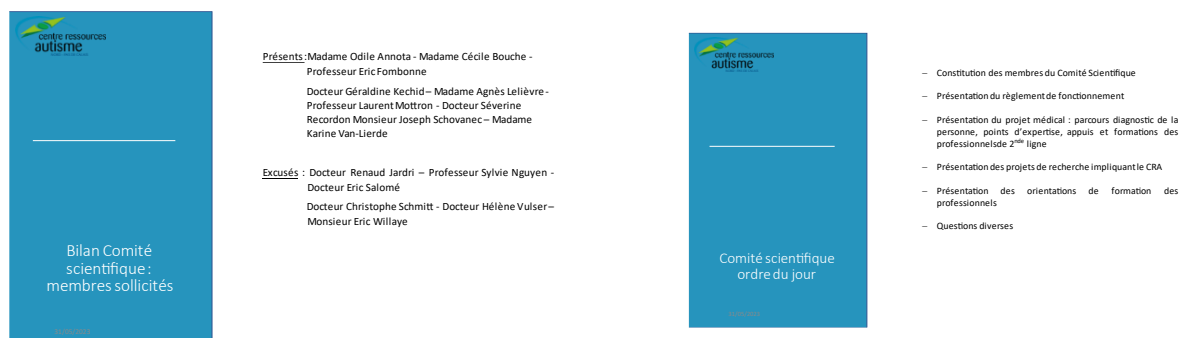 centre ressources
autisme
Présents : Madame Odile Annota - Madame Cécile Bouche -
Professeur Eric Fombonne
Docteur Géraldine Kechid – Madame Agnès Lelièvre -
Professeur Laurent Mottron - Docteur Séverine
Recordon Monsieur Joseph Schovanec – Madame
Karine Van-Lierde
Excusés : Docteur Renaud Jardri – Professeur Sylvie Nguyen -
Docteur Eric Salomé
Docteur Christophe Schmitt - Docteur Hélène Vulser –
Monsieur Eric Willaye
Bilan Comité
scientifique :
membres sollicités
centre ressources
autisme
– Constitution des membres du Comité Scientifique
– Présentation du règlement de fonctionnement
– Présentation du projet médical : parcours diagnostic de la
personne, points d'expertise, appuis et formations des
professionnelsde 2nde ligne
– Présentation des projets de recherche impliquant le CRA
– Présentation des orientations de formation des
professionnels
– Questions diverses
Comité scientifique
ordre du jour